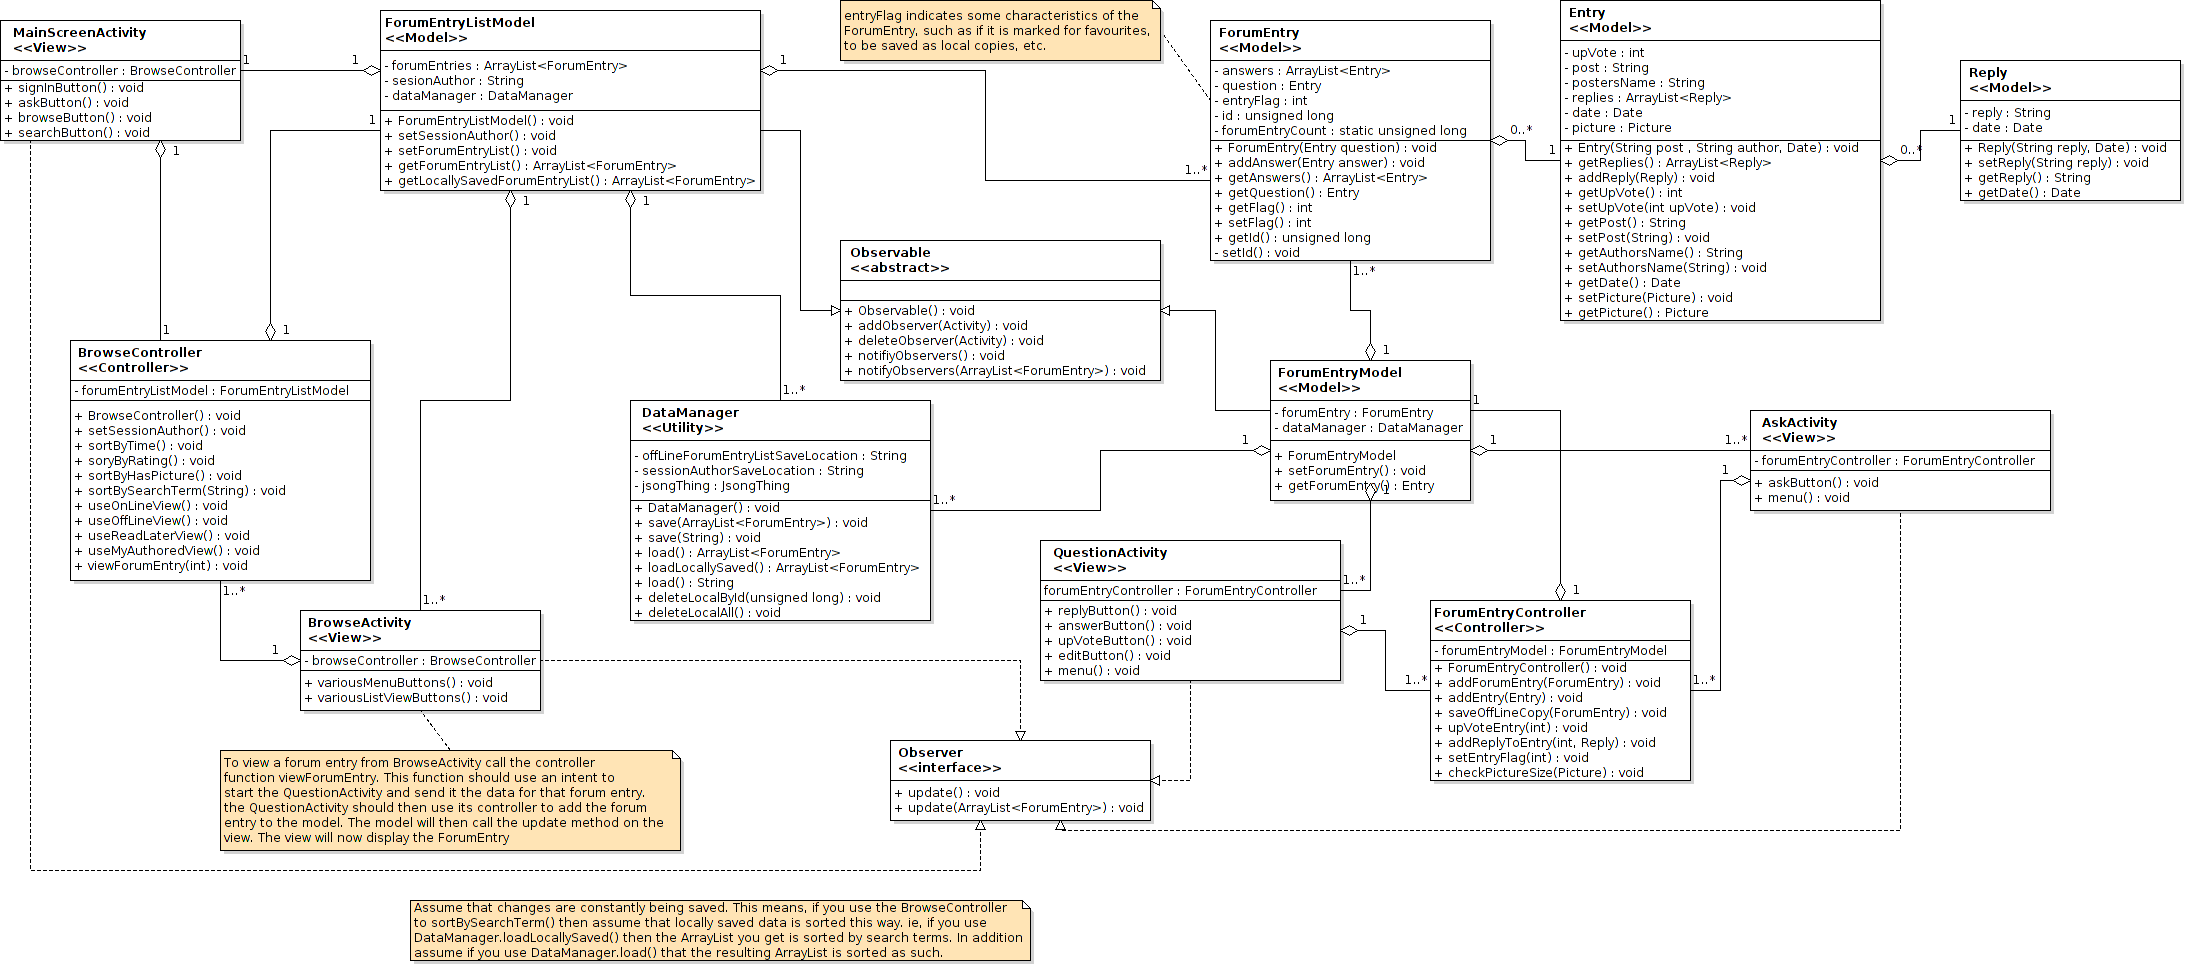 MainScreenActivity
<<View>>
- browseController : BrowseController
+ signInButton() : void
+ askButton() : void
+ browseButton() : void
+ searchButton() : void
1
1
1
1
ForumEntryListModel
<<Model>>
- forumEntries : ArrayList<ForumEntry>
- sesionAuthor : String
- dataManager : DataManager
+ ForumEntryListModel() : void
+ setSessionAuthor() : void
+ setForumEntryList() : void
+ getForumEntryList() : ArrayList<ForumEntry>
+ getLocallySavedForumEntryList() : ArrayList<ForumEntry>
1
1
1
1
1
1..*
entryFlag indicates some characteristics of the
ForumEntry, such as if it is marked for favourites,
to be saved as local copies, etc.
ForumEntry
<<Model>>
- answers : ArrayList<Entry>
- question : Entry
- entryFlag : int
- id : unsigned long
- forumEntryCount : static unsigned long
+ ForumEntry(Entry question) : void
+ addAnswer(Entry answer) : void
+ getAnswers() : ArrayList<Entry>
+ getQuestion() : Entry
+ getFlag() : int
+ setFlag() : int
+ getId() : unsigned long
- setId() : void
0..*
1
1..*
1
Entry
<<Model>>
- upVote : int
- post : String
- postersName : String
- replies : ArrayList<Reply>
- date : Date
- picture : Picture
+ Entry(String post , String author, Date) : void
+ getReplies() : ArrayList<Reply>
+ addReply(Reply) : void
+ getUpVote() : int
+ setUpVote(int upVote) : void
+ getPost() : String
+ setPost(String) : void
+ getAuthorsName() : String
+ setAuthorsName(String) : void
+ getDate() : Date
+ setPicture(Picture) : void
+ getPicture() : Picture
0..*
1
Reply
<<Model>>
- reply : String
- date : Date
+ Reply(String reply, Date) : void
+ setReply(String reply) : void
+ getReply() : String
+ getDate() : Date
Observable
<<abstract>>
+ Observable() : void
+ addObserver(Activity) : void
+ deleteObserver(Activity) : void
+ notifiyObservers() : void
+ notifyObservers(ArrayList<ForumEntry>) : void
BrowseController
<<Controller>>
- forumEntryListModel : ForumEntryListModel
+ BrowseController() : void
+ setSessionAuthor() : void
+ sortByTime() : void
+ soryByRating() : void
+ sortByHasPicture() : void
+ sortBySearchTerm(String) : void
+ useOnLineView() : void
+ useOffLineView() : void
+ useReadLaterView() : void
+ useMyAuthoredView() : void
+ viewForumEntry(int) : void
1..*
1
1..*
1..*
DataManager
<<Utility>>
- offLineForumEntryListSaveLocation : String
- sessionAuthorSaveLocation : String
- jsongThing : JsongThing
+ DataManager() : void
+ save(ArrayList<ForumEntry>) : void
+ save(String) : void
+ load() : ArrayList<ForumEntry>
+ loadLocallySaved() : ArrayList<ForumEntry>
+ load() : String
+ deleteLocalById(unsigned long) : void
+ deleteLocalAll() : void
1..*
1
ForumEntryModel
<<Model>>
- forumEntry : ForumEntry
- dataManager : DataManager
+ ForumEntryModel
+ setForumEntry() : void
+ getForumEntry() : Entry
1
1
1
1..*
1
AskActivity
<<View>>
- forumEntryController : ForumEntryController
+ askButton() : void
+ menu() : void
QuestionActivity
<<View>>
forumEntryController : ForumEntryController
+ replyButton() : void
+ answerButton() : void
+ upVoteButton() : void
+ editButton() : void
+ menu() : void
1..*
1
1..*
1
1..*
ForumEntryController
<<Controller>>
- forumEntryModel : ForumEntryModel
+ ForumEntryController() : void
+ addForumEntry(ForumEntry) : void
+ addEntry(Entry) : void
+ saveOffLineCopy(ForumEntry) : void
+ upVoteEntry(int) : void
+ addReplyToEntry(int, Reply) : void
+ setEntryFlag(int) : void
+ checkPictureSize(Picture) : void
BrowseActivity
<<View>>
- browseController : BrowseController
+ variousMenuButtons() : void
+ variousListViewButtons() : void
Observer
<<interface>>
+ update() : void
+ update(ArrayList<ForumEntry>) : void
To view a forum entry from BrowseActivity call the controller
function viewForumEntry. This function should use an intent to
start the QuestionActivity and send it the data for that forum entry.
the QuestionActivity should then use its controller to add the forum
entry to the model. The model will then call the update method on the
view. The view will now display the ForumEntry
Assume that changes are constantly being saved. This means, if you use the BrowseController
to sortBySearchTerm() then assume that locally saved data is sorted this way. ie, if you use
DataManager.loadLocallySaved() then the ArrayList you get is sorted by search terms. In addition
assume if you use DataManager.load() that the resulting ArrayList is sorted as such.